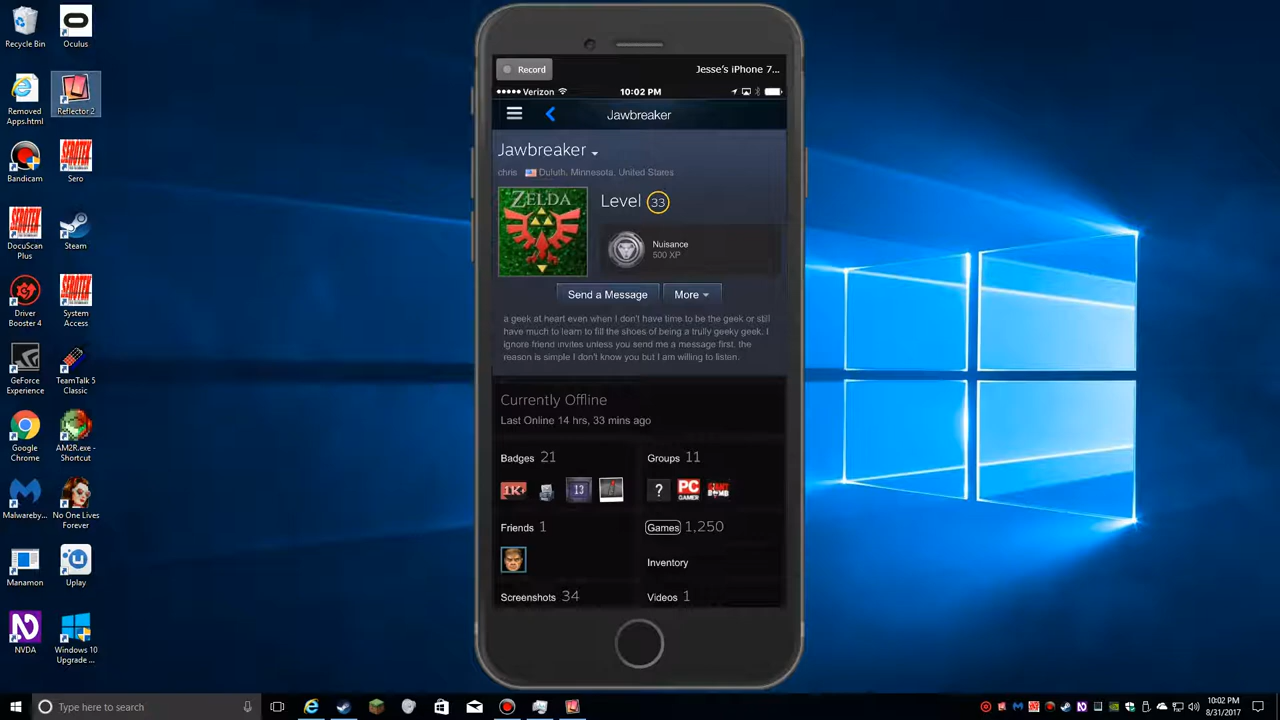 Recycle Bin
Oculus
Removed Apps.html
Reflector 2
Bandicam
SEROTEK
Sero
SEROTEK
DocuScan Plus
Steam
Driver Booster 4
SEROTEK
System Access
GeForce Experience
TeamTalk 5 Classic
Google Chrome
AM2R.exe - Shortcut
Malwareby...
No One Lives Forever
Manamon
Uplay
NVDA
Windows 10 Upgrade ...
Record
Jesse's iPhone 7...
Verizon
10:02 PM
Jawbreaker
Jawbreaker
chris
Duluth, Minnesota, United States
ZELDA
Level 33
Nuisance
500 XP
Send a Message
More
a geek at heart even when I don't have time to be the geek or still
have much to learn to fill the shoes of being a trully geeky geek. I
ignore friend invites unless you send me a message first. the
reason is simple I don't know you but I am willing to listen.
Currently Offline
Last Online 14 hrs, 33 mins ago
Badges 21
Groups 11
1K+
13
?
PC GAMER
GIANT BOMB
Friends 1
Games 1,250
Inventory
Screenshots 34
Videos 1
Type here to search
10:02 PM
8/31/2017